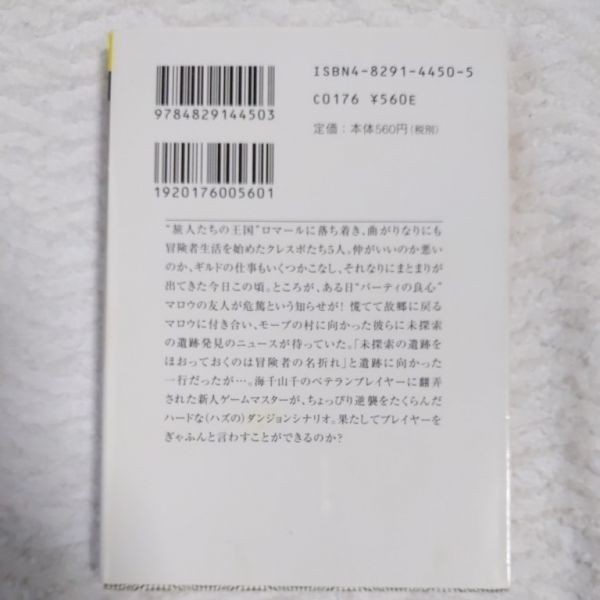 ISBN4-8291-4450-5
C0176 ¥560E
定価：本体560円（税別）
9784829144503
1920176005601
“旅人たちの王国”ロマールに落ち着き、曲がりなりにも
冒険者生活を始めたクレスポたち5人。仲がいいのか悪い
のか、ギルドの仕事もいくつかこなし、それなりにまとまりが
出てきた今日この頃。ところが、ある日“パーティの良心”
マロウの友人が危篤という知らせが！ 慌てて故郷に戻る
マロウに付き合い、モーブの村に向かった彼らに未探索
の遺跡発見のニュースが待っていた。「未探索の遺跡を
ほおっておくのは冒険者の名折れ」と遺跡に向かった
一行だったが…。海千山千のベテランプレイヤーに翻弄
された新人ゲームマスターが、ちょっぴり逆襲をたくらんだ
ハードな（ハズの）ダンジョンシナリオ。果たしてプレイヤーを
ぎゃふんと言わすことができるのか？